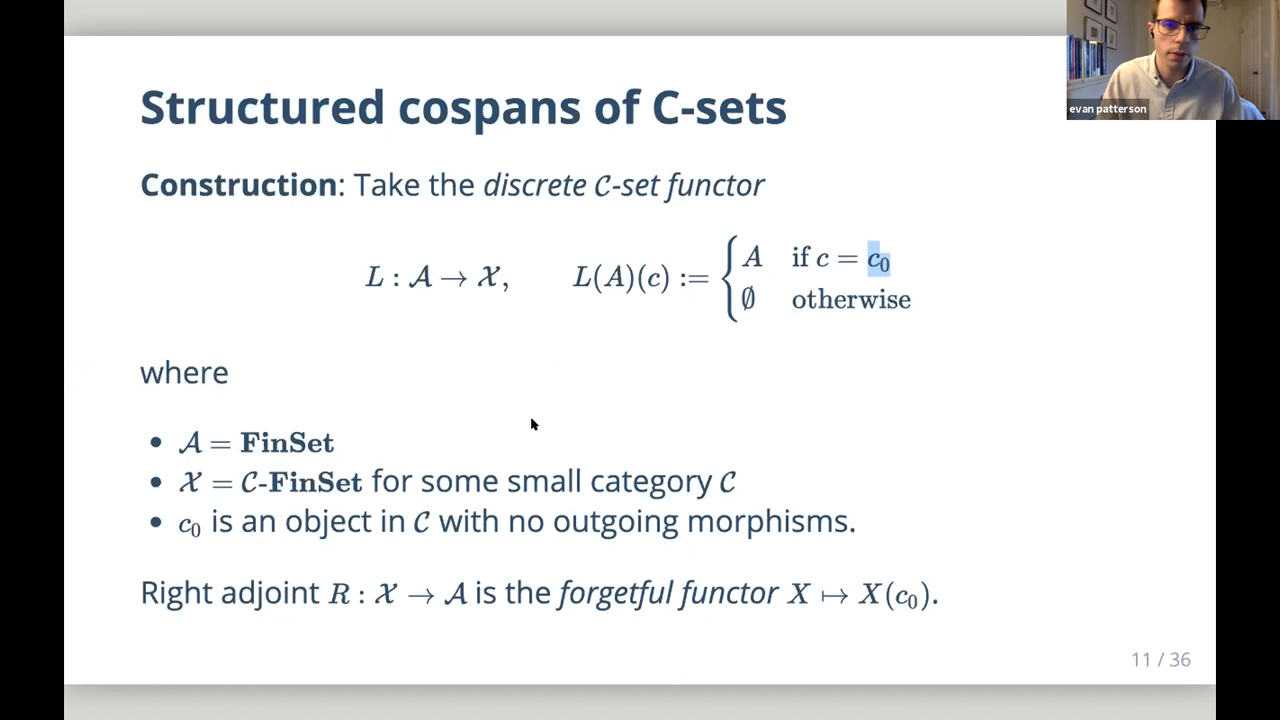 Structured cospans of C-sets
evan patterson
Construction: Take the discrete 𝒞-set functor
L : 𝒜 → 𝒳, L(A)(c) := { A if c = c₀
∅ otherwise
where
• 𝒜 = FinSet
• 𝒳 = 𝒞-FinSet for some small category 𝒞
• c₀ is an object in 𝒞 with no outgoing morphisms.
Right adjoint R : 𝒳 → 𝒜 is the forgetful functor X ↦ X(c₀).
11 / 36